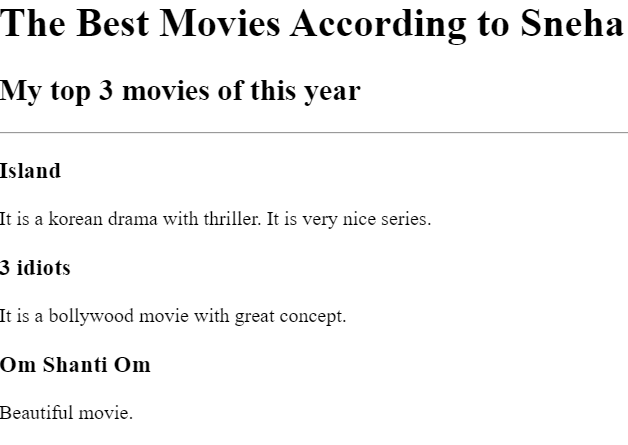 The Best Movies According to Sneha
My top 3 movies of this year
Island
It is a korean drama with thriller. It is very nice series.
3 idiots
It is a bollywood movie with great concept.
Om Shanti Om
Beautiful movie.